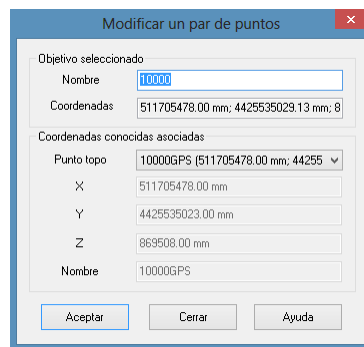 Modificar un par de puntos
Objetivo seleccionado
Nombre 10000
Coordenadas 511705478.00 mm; 4425535029.13 mm; 8
Coordenadas conocidas asociadas
Punto topo 10000GPS (511705478.00 mm; 44255
X 511705478.00 mm
Y 4425535023.00 mm
Z 869508.00 mm
Nombre 10000GPS
Aceptar Cerrar Ayuda